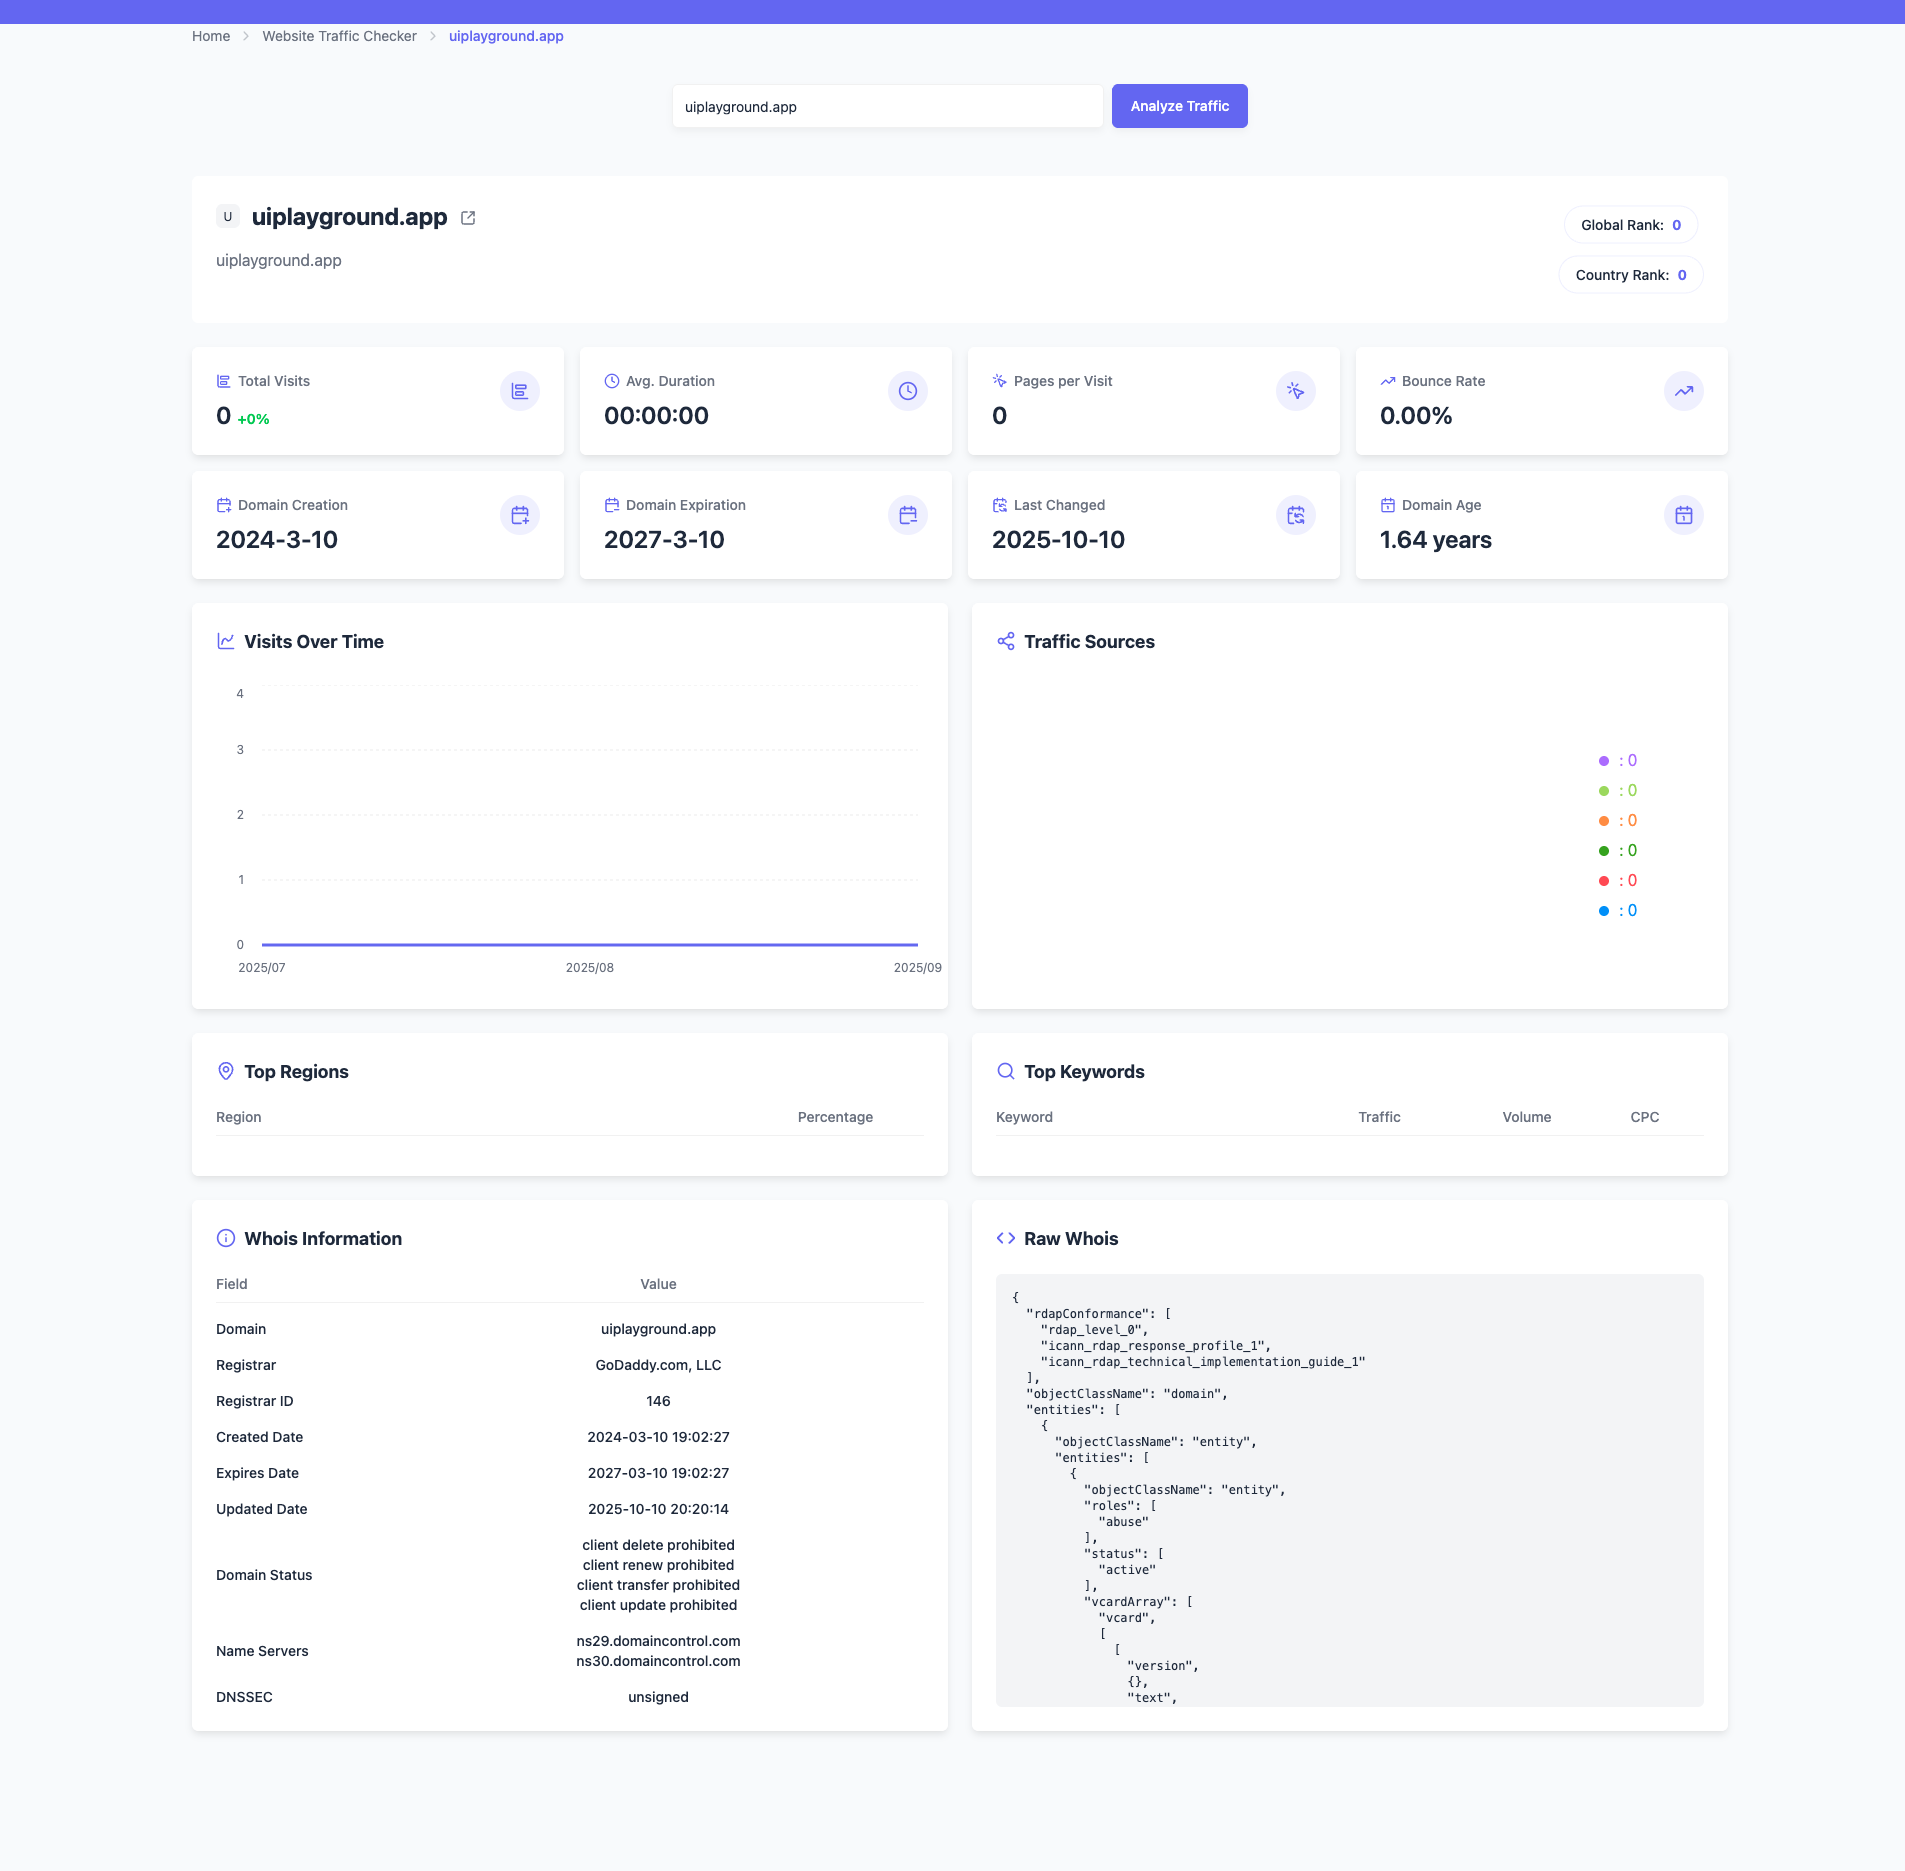 Home > Website Traffic Checker > uiplayground.app
uiplayground.app
Analyze Traffic
U
uiplayground.app
uiplayground.app
Global Rank: 0
Country Rank: 0
Total Visits
0 +0%
Avg. Duration
00:00:00
Pages per Visit
0
Bounce Rate
0.00%
Domain Creation
2024-3-10
Domain Expiration
2027-3-10
Last Changed
2025-10-10
Domain Age
1.64 years
Visits Over Time
4
3
2
1
0
2025/07 2025/08 2025/09
Traffic Sources
: 0
: 0
: 0
: 0
: 0
: 0
Top Regions
Region Percentage
Top Keywords
Keyword Traffic Volume CPC
Whois Information
Field Value
Domain uiplayground.app
Registrar GoDaddy.com, LLC
Registrar ID 146
Created Date 2024-03-10 19:02:27
Expires Date 2027-03-10 19:02:27
Updated Date 2025-10-10 20:20:14
Domain Status
client delete prohibited
client renew prohibited
client transfer prohibited
client update prohibited
Name Servers
ns29.domaincontrol.com
ns30.domaincontrol.com
DNSSEC unsigned
Raw Whois
{
"rdapConformance": [
"rdap_level_0",
"icann_rdap_response_profile_1",
"icann_rdap_technical_implementation_guide_1"
],
"objectClassName": "domain",
"entities": [
{
"objectClassName": "entity",
"entities": [
{
"objectClassName": "entity",
"roles": [
"abuse"
],
"status": [
"active"
],
"vcardArray": [
"vcard",
[
[
"version",
{},
"text",